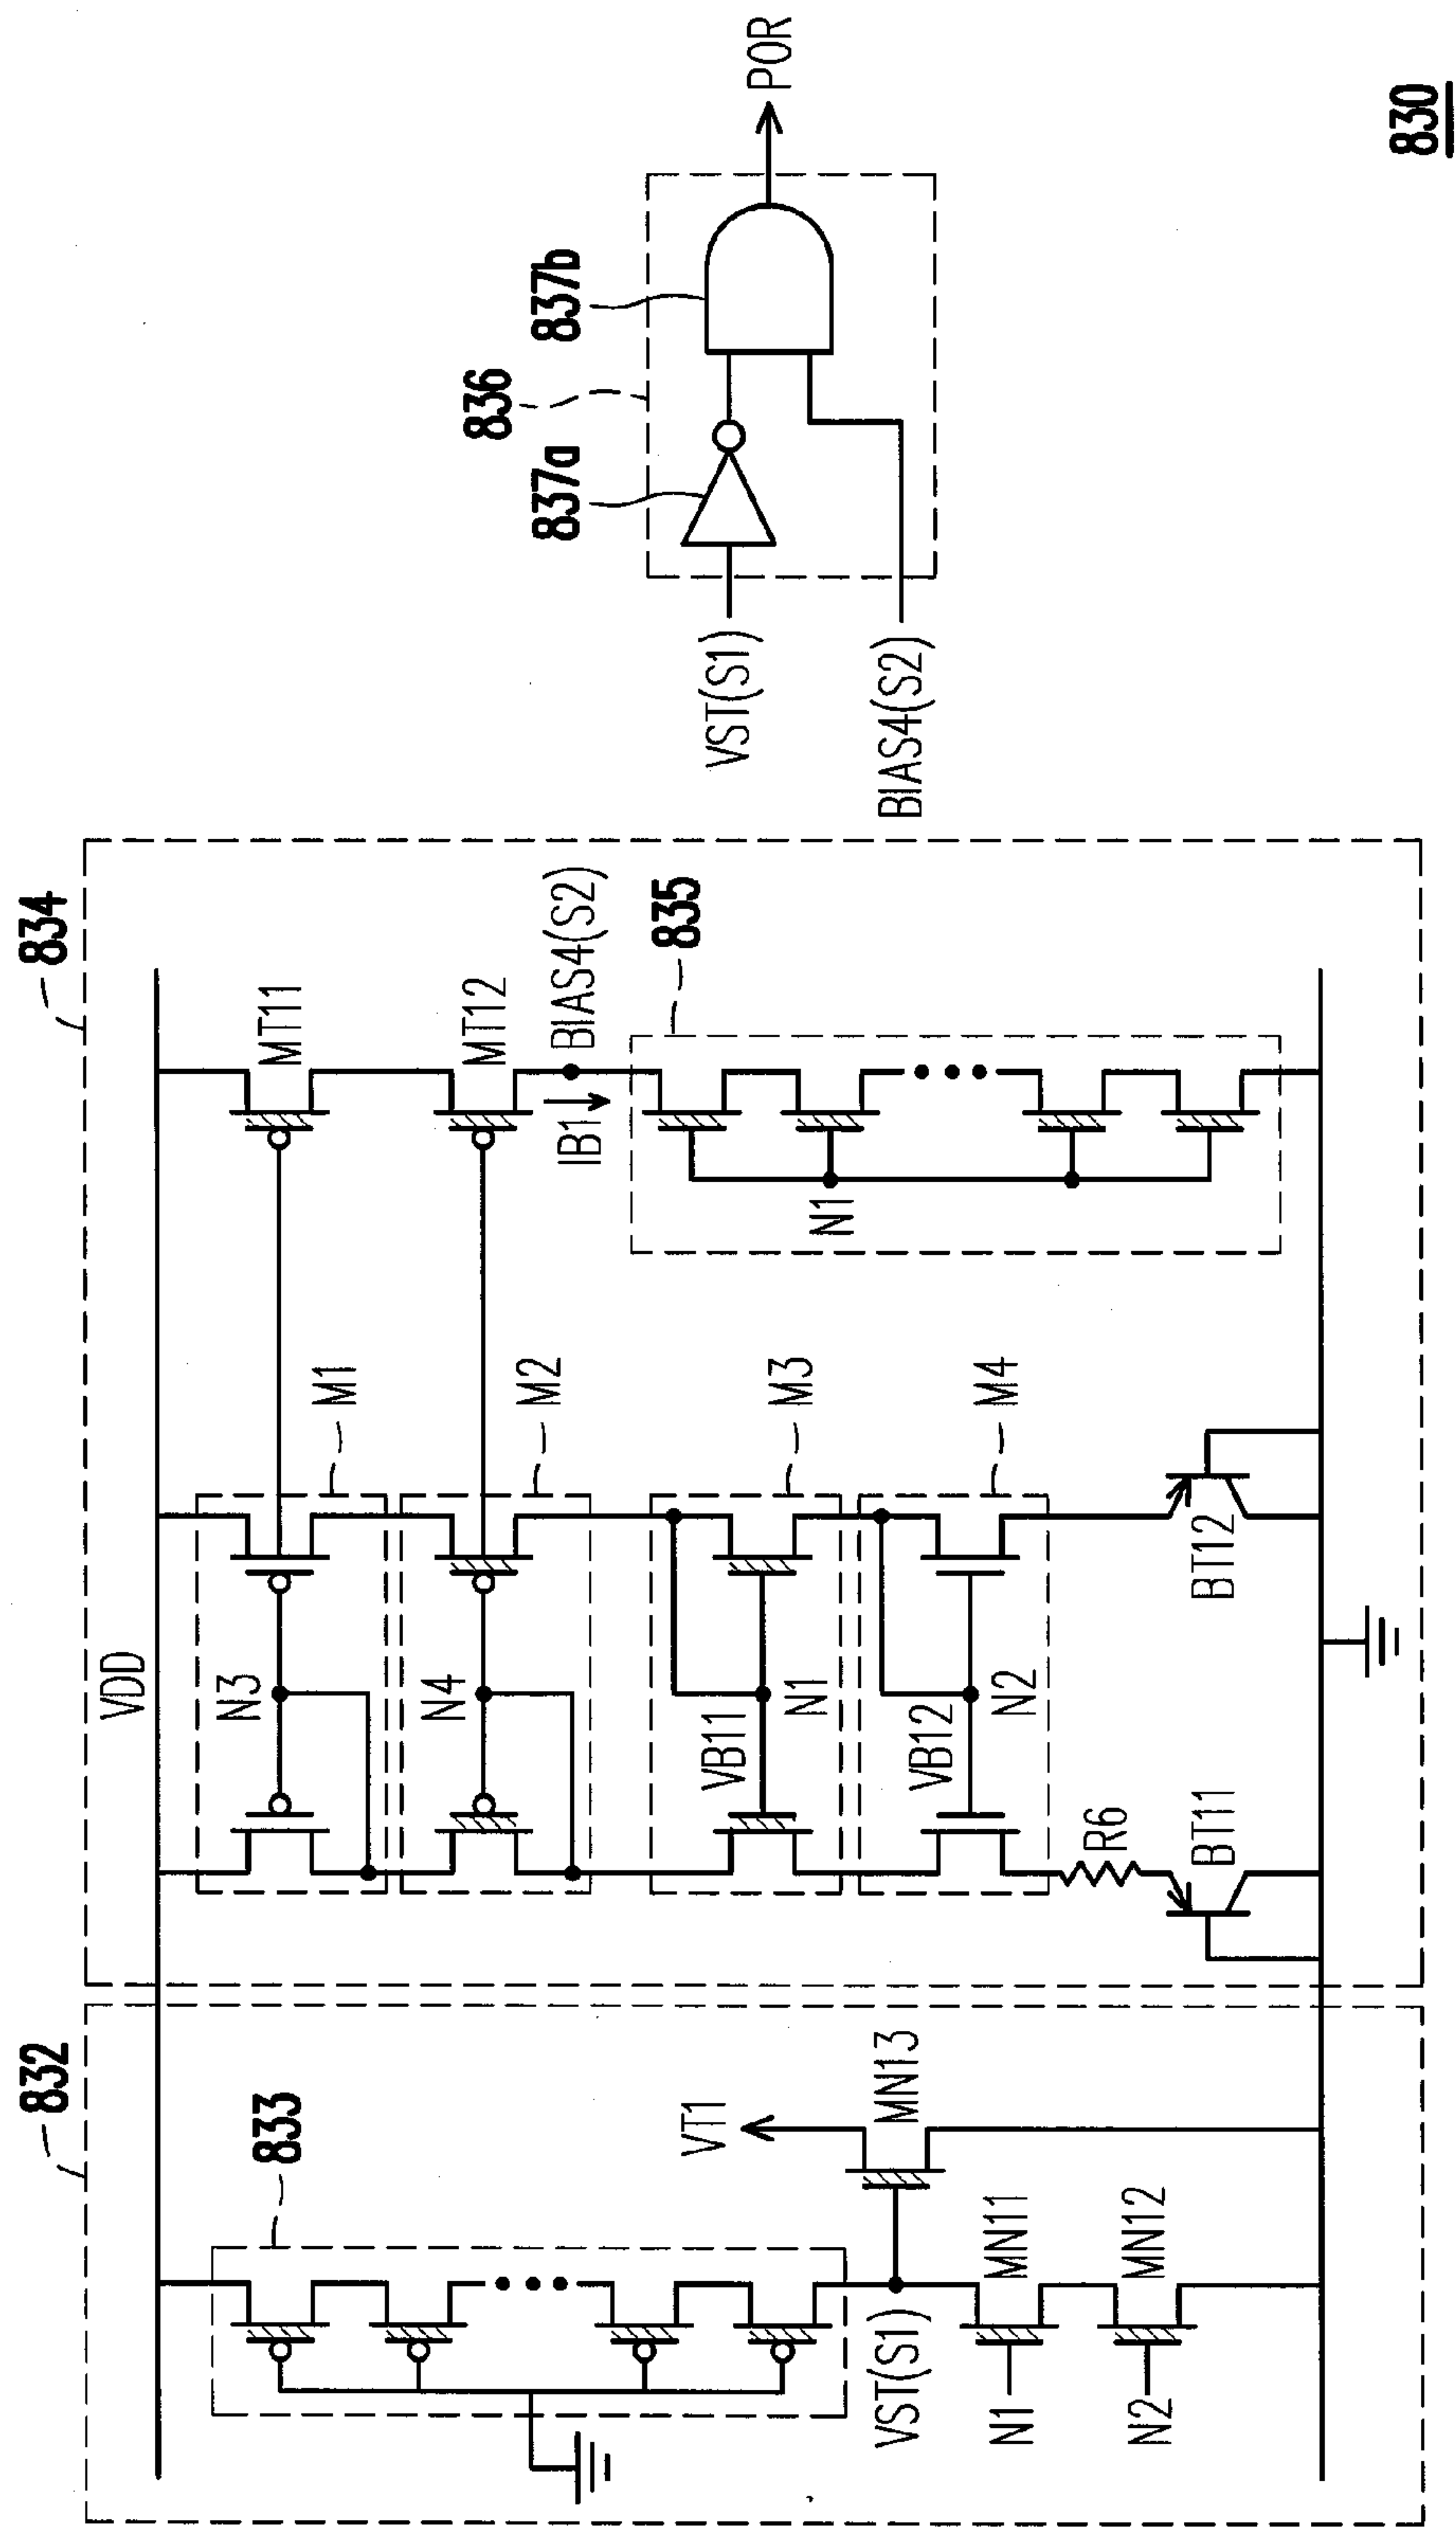 832
834
VDD
833
N3
M1
MT11
N4
M2
MT12
BIAS4(S2)
IB1
835
VT1
MN13
VST(S1)
VB11
N1
M3
N1
N1
MN11
VB12
N2
M4
N2
MN12
R6
BT11
BT12
836
837a
837b
VST(S1)
BIAS4(S2)
POR
830